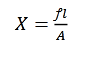 X = fl/A